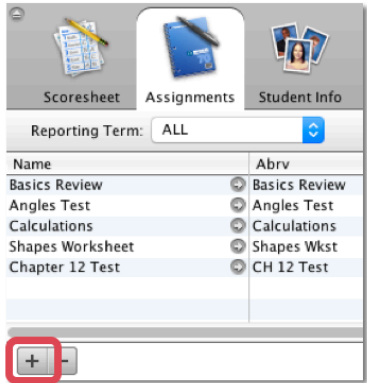 Scoresheet Assignments Student Info
Reporting Term: ALL
Name Abrv
Basics Review Basics Review
Angles Test Angles Test
Calculations Calculations
Shapes Worksheet Shapes Wkst
Chapter 12 Test CH 12 Test
+ -